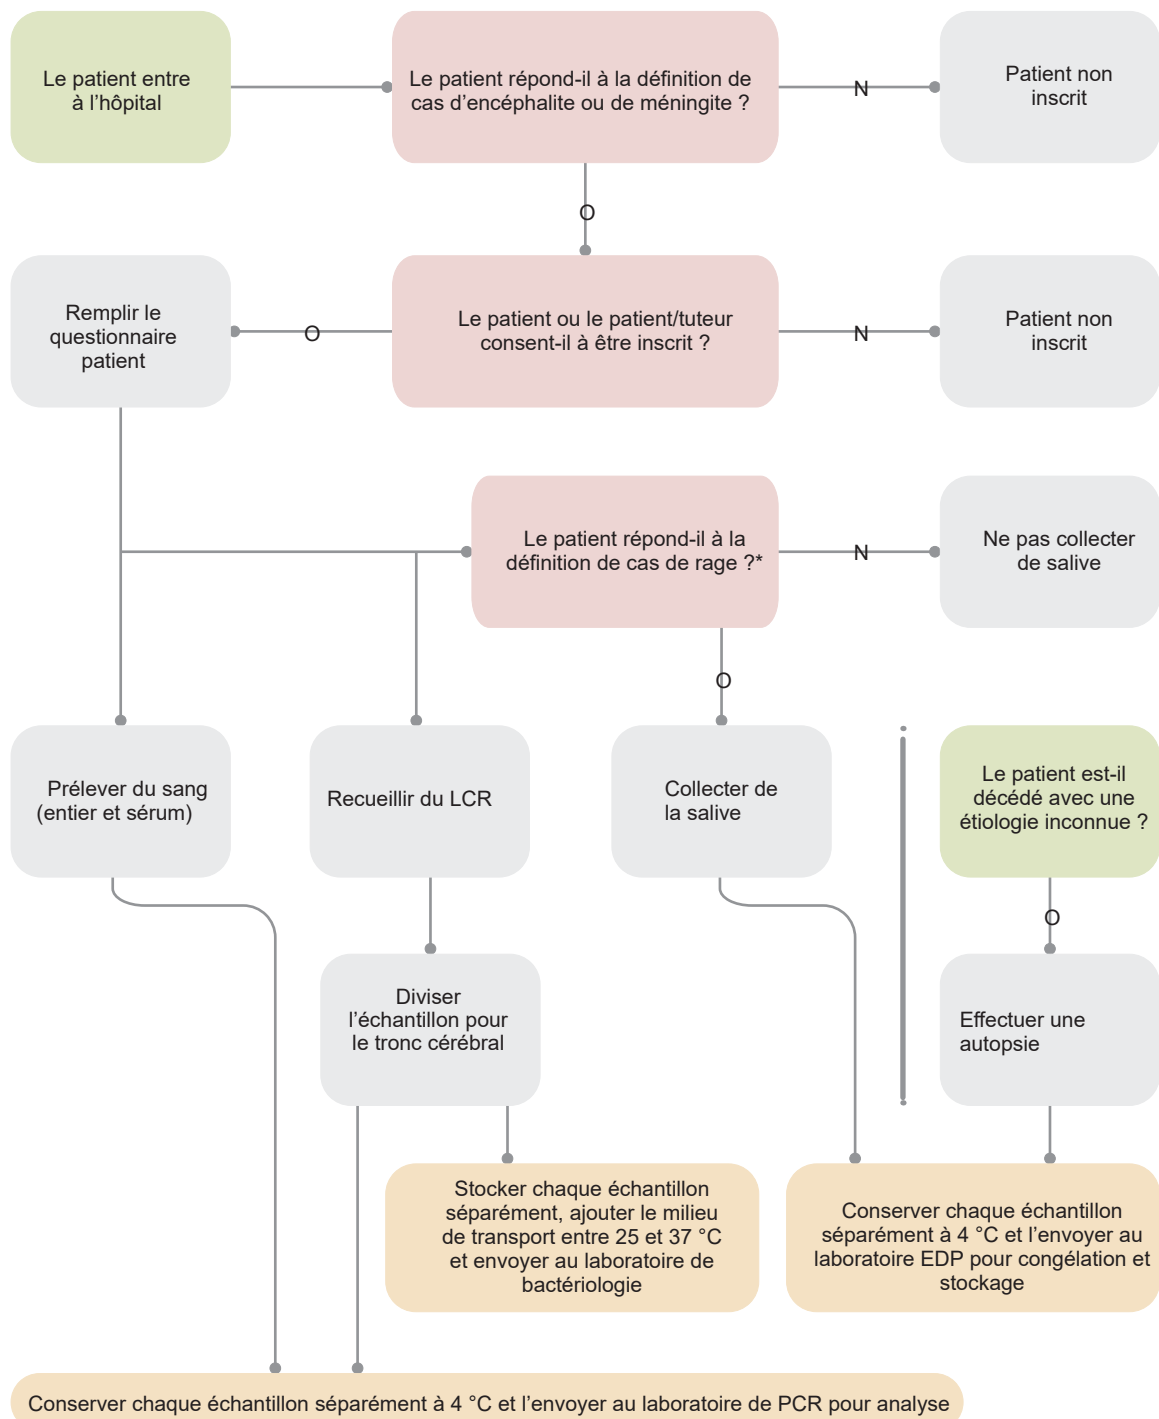 Le patient entre
à l’hôpital
Le patient répond-il à la définition de
cas d’encéphalite ou de méningite ?
N
Patient non
inscrit
O
Remplir le
questionnaire
patient
O
Le patient ou le patient/tuteur
consent-il à être inscrit ?
N
Patient non
inscrit
Le patient répond-il à la
définition de cas de rage ?*
N
Ne pas collecter
de salive
O
Prélever du sang
(entier et sérum)
Recueillir du LCR
Collecter de
la salive
Le patient est-il
décédé avec une
étiologie inconnue ?
O
Diviser
l’échantillon pour
le tronc cérébral
Effectuer une
autopsie
Stocker chaque échantillon
séparément, ajouter le milieu
de transport entre 25 et 37 °C
et envoyer au laboratoire de
bactériologie
Conserver chaque échantillon
séparément à 4 °C et l’envoyer au
laboratoire EDP pour congélation et
stockage
Conserver chaque échantillon séparément à 4 °C et l’envoyer au laboratoire de PCR pour analyse